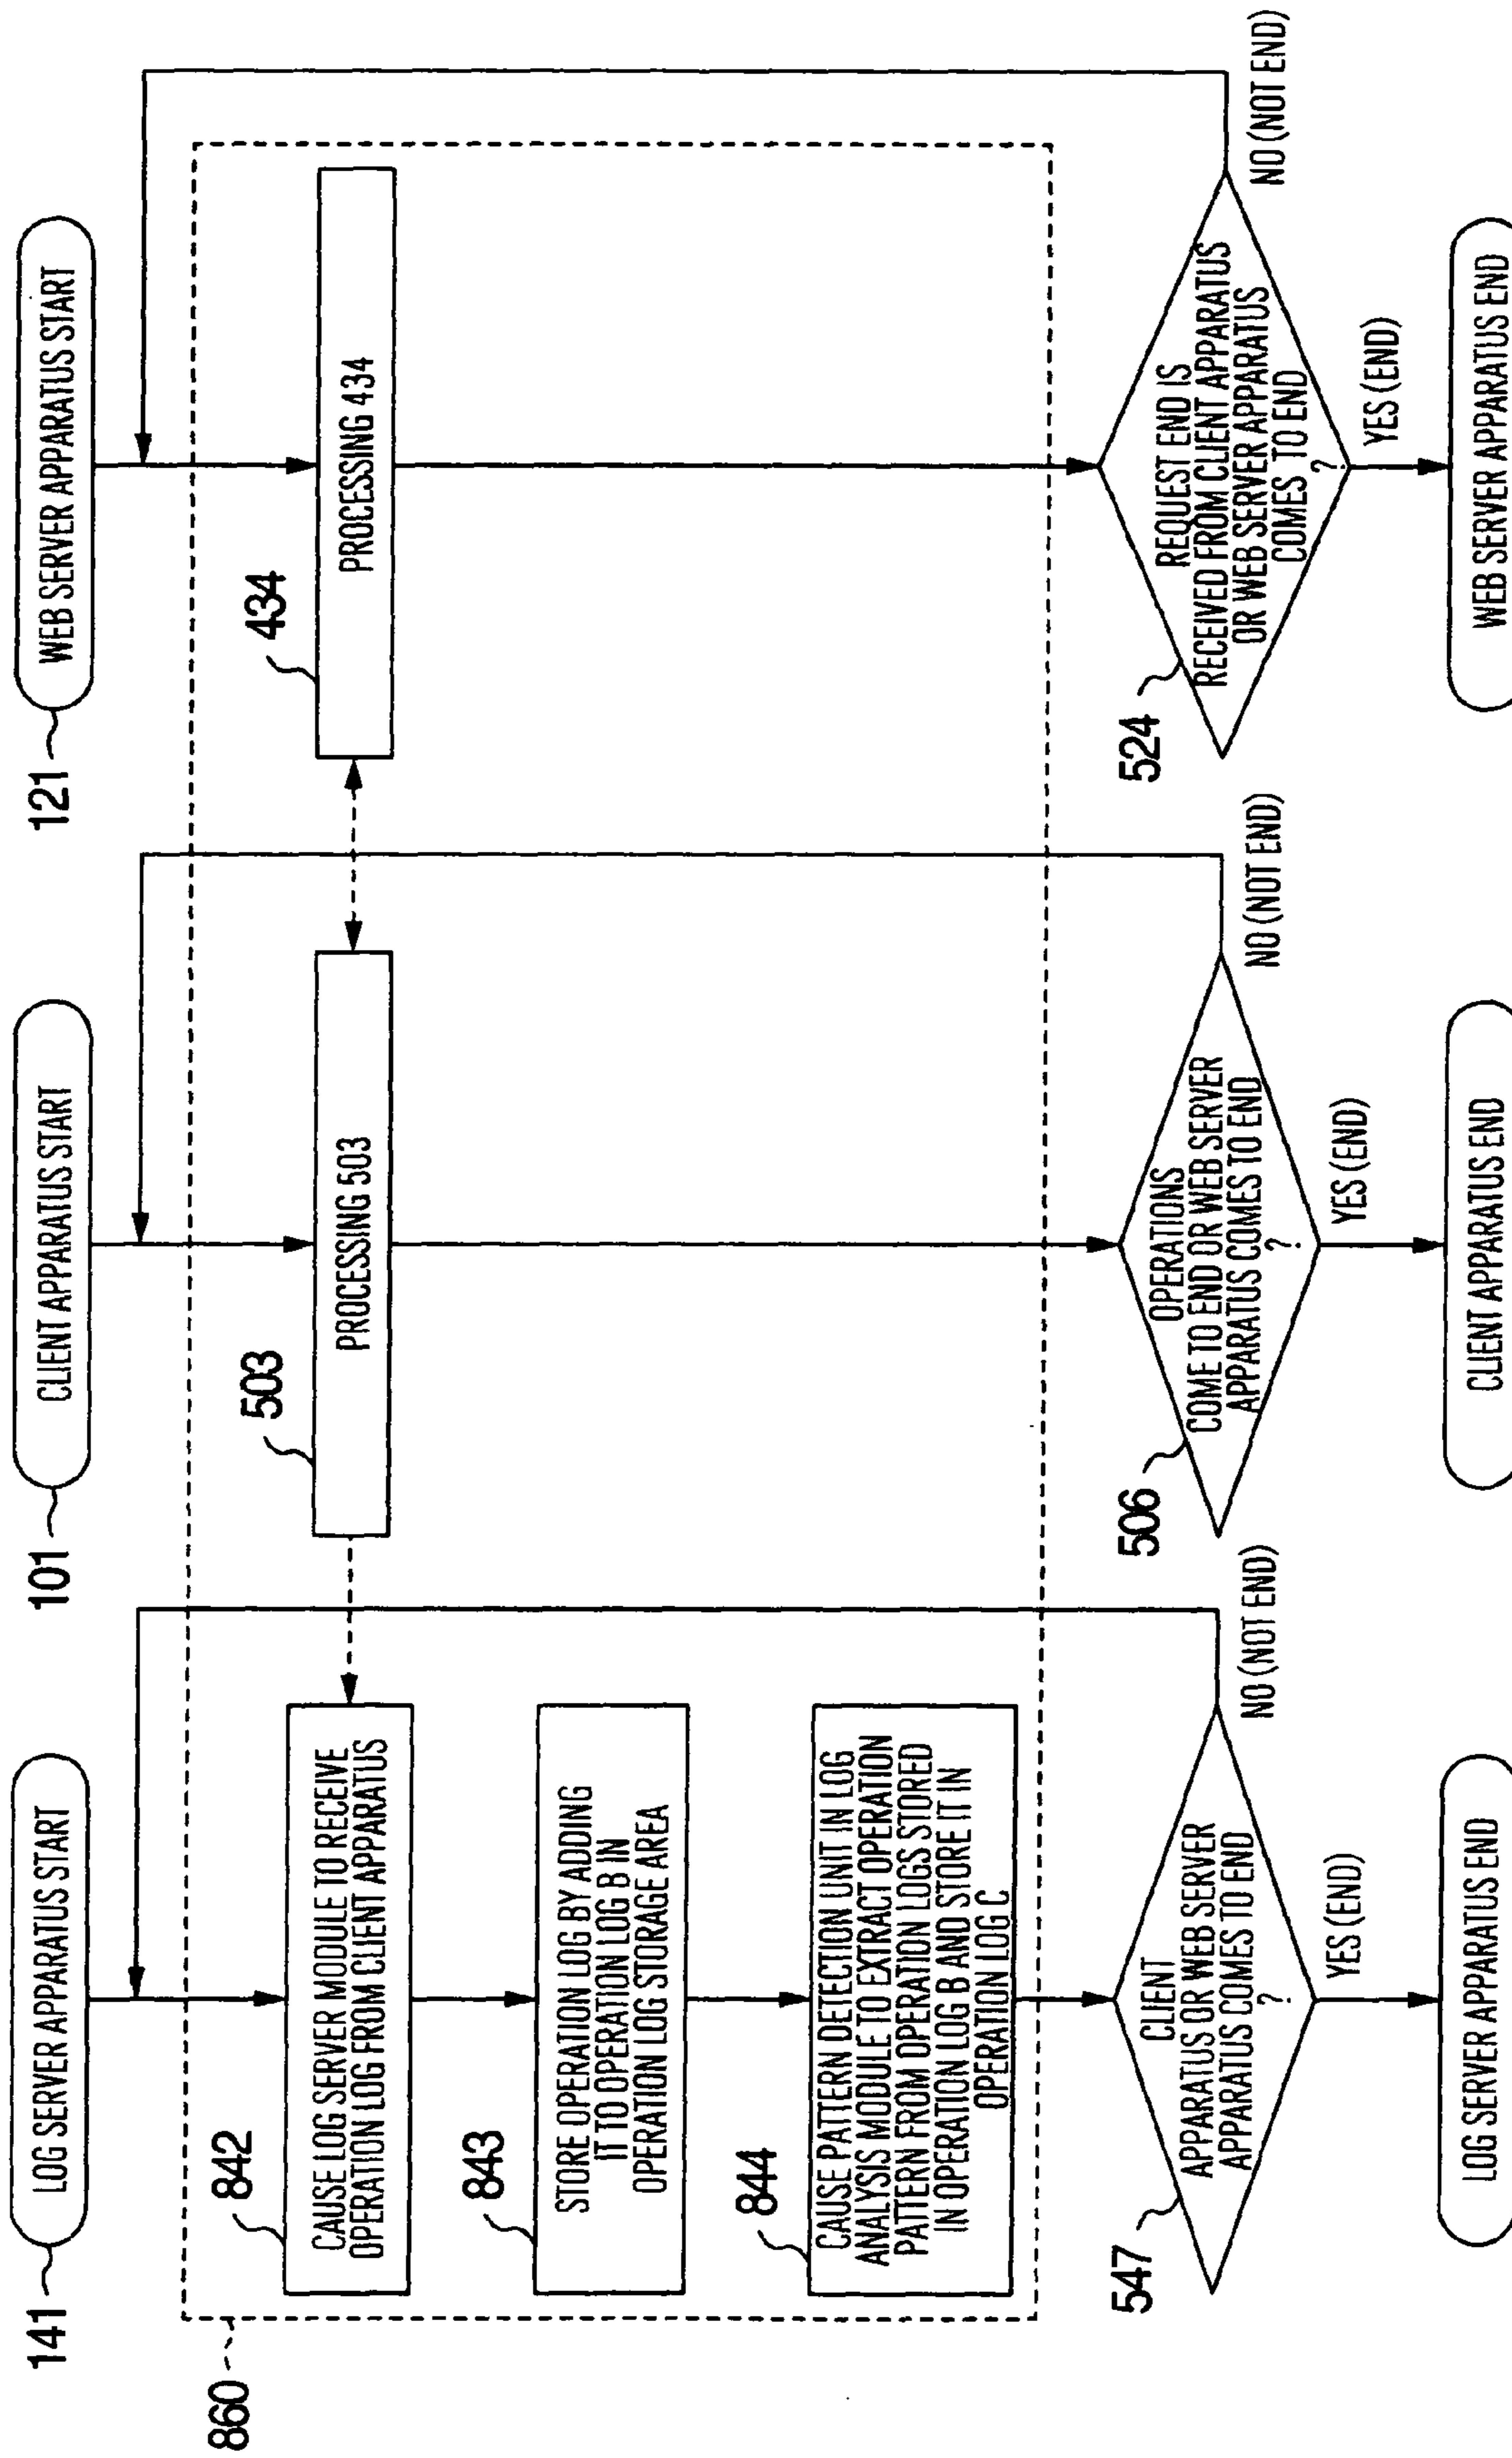 141
LOG SERVER APPARATUS START
860
842
CAUSE LOG SERVER MODULE TO RECEIVE
OPERATION LOG FROM CLIENT APPARATUS
843
STORE OPERATION LOG BY ADDING
IT TO OPERATION LOG B IN
OPERATION LOG STORAGE AREA
844
CAUSE PATTERN DETECTION UNIT IN LOG
ANALYSIS MODULE TO EXTRACT OPERATION
PATTERN FROM OPERATION LOGS STORED
IN OPERATION LOG B AND STORE IT IN
OPERATION LOG C
547
CLIENT
APPARATUS OR WEB SERVER
APPARATUS COMES TO END
?
NO (NOT END)
YES (END)
LOG SERVER APPARATUS END
101
CLIENT APPARATUS START
503
PROCESSING 503
506
OPERATIONS
COME TO END OR WEB SERVER
APPARATUS COMES TO END
?
NO (NOT END)
YES (END)
CLIENT APPARATUS END
121
WEB SERVER APPARATUS START
434
PROCESSING 434
524
REQUEST END IS
RECEIVED FROM CLIENT APPARATUS
OR WEB SERVER APPARATUS
COMES TO END
?
NO (NOT END)
YES (END)
WEB SERVER APPARATUS END